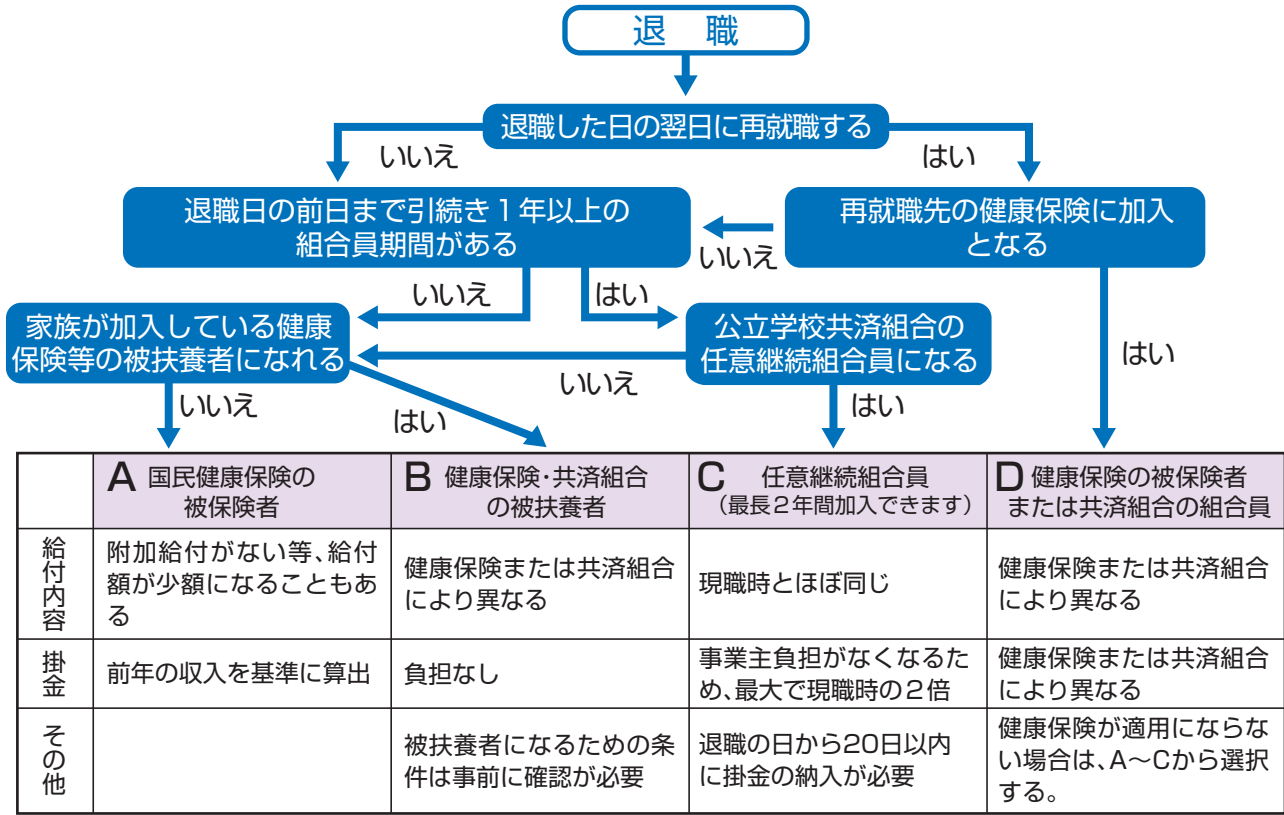 退 職
退職した日の翌日に再就職する
いいえ
はい
退職日の前日まで引続き1年以上の
組合員期間がある
いいえ
再就職先の健康保険に加入
となる
いいえ
はい
はい
家族が加入している健康
保険等の被扶養者になれる
いいえ
公立学校共済組合の
任意継続組合員になる
いいえ
はい
はい
A 国民健康保険の
被保険者
B 健康保険・共済組合
の被扶養者
C 任意継続組合員
(最長2年間加入できます)
D 健康保険の被保険者
または共済組合の組合員
給付内容
附加給付がない等、給付
額が少額になることもあ
る
健康保険または共済組合
により異なる
現職時とほぼ同じ
健康保険または共済組合
により異なる
掛金
前年の収入を基準に算出
負担なし
事業主負担がなくなるた
め、最大で現職時の2倍
健康保険または共済組合
により異なる
その他
被扶養者になるための条
件は事前に確認が必要
退職の日から20日以内
に掛金の納入が必要
健康保険が適用にならな
い場合は、A～Cから選択
する。